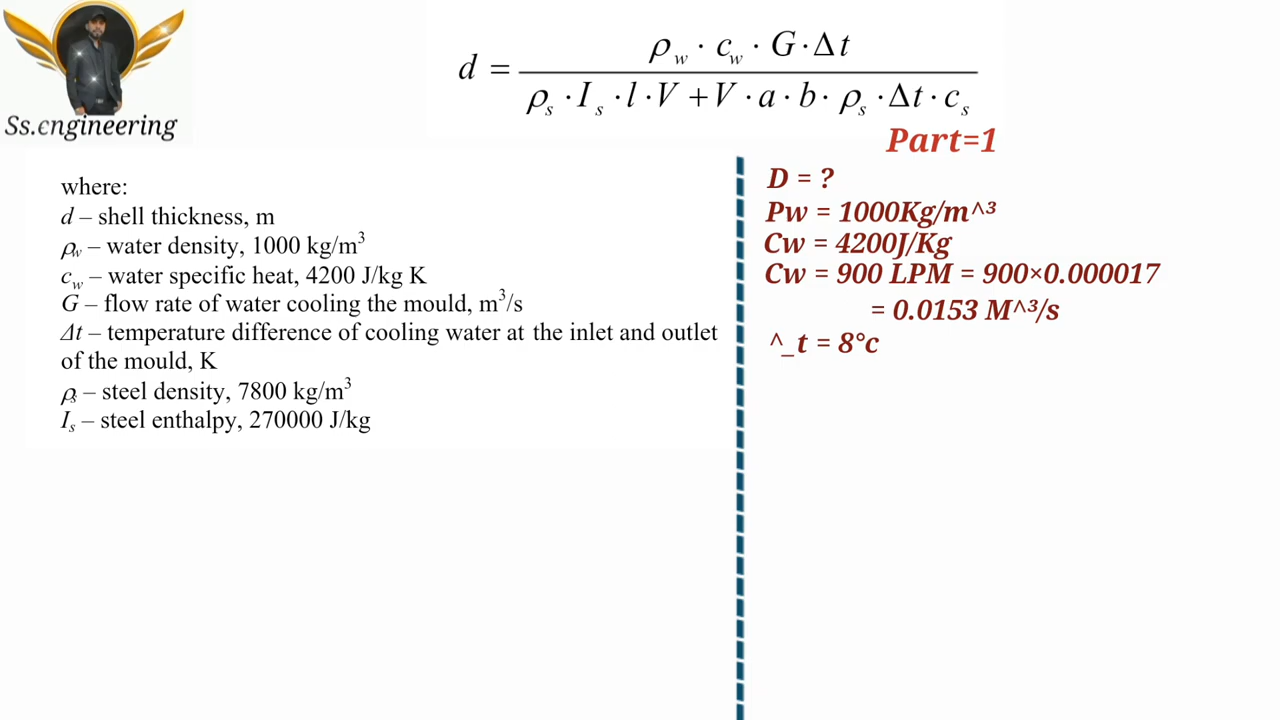 Ss.engineering
d = ρw · cw · G · Δt / ρs · Is · l · V + V · a · b · ρs · Δt · cs
Part=1
where:
d – shell thickness, m
ρw – water density, 1000 kg/m³
cw – water specific heat, 4200 J/kg K
G – flow rate of water cooling the mould, m³/s
Δt – temperature difference of cooling water at the inlet and outlet
of the mould, K
ρs – steel density, 7800 kg/m³
Is – steel enthalpy, 270000 J/kg
D = ?
Pw = 1000Kg/m^³
Cw = 4200J/Kg
Cw = 900 LPM = 900×0.000017
= 0.0153 M^³/s
^_t = 8°c